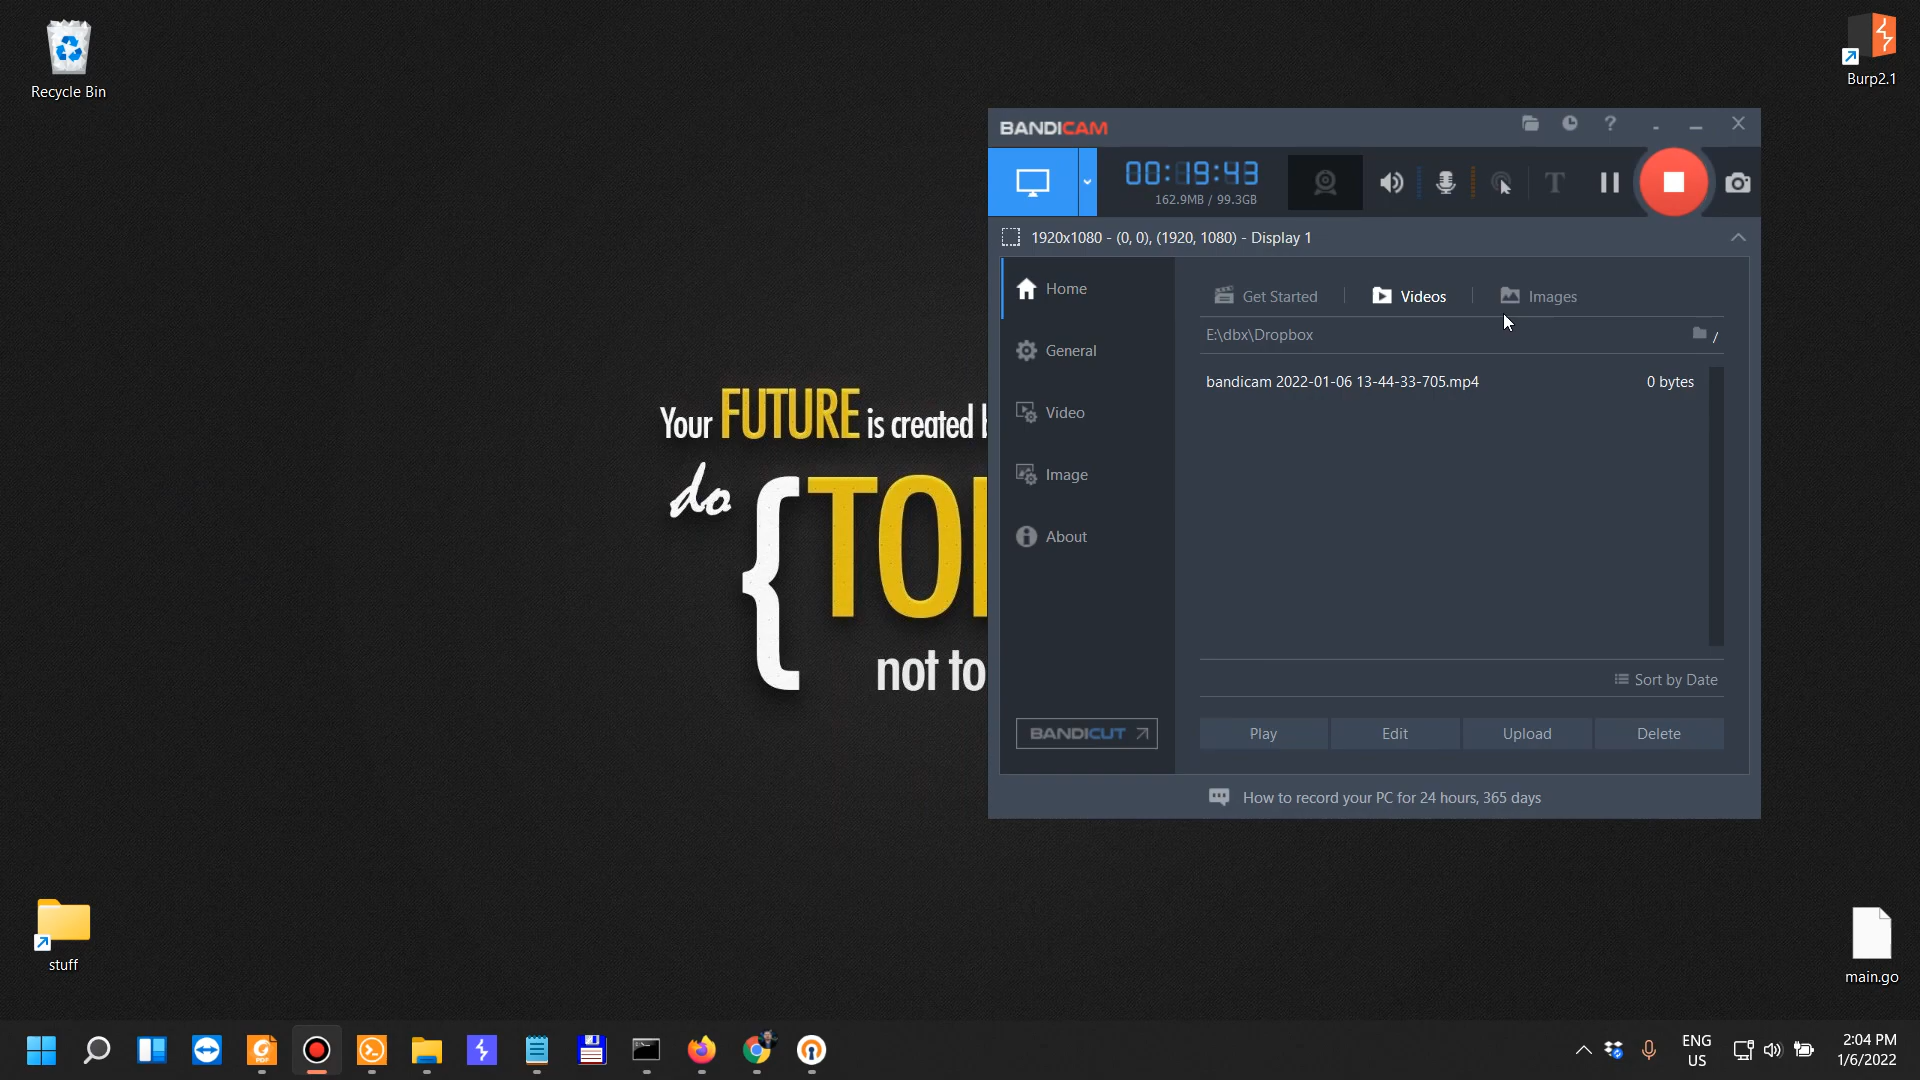 Recycle Bin
Burp2.1
BANDICAM
00:19:43
162.9MB / 99.3GB
T
1920x1080 - (0, 0), (1920, 1080) - Display 1
Home
General
Video
Image
About
BANDICUT
Get Started
Videos
Images
E:\dbx\Dropbox
/
bandicam 2022-01-06 13-44-33-705.mp4
0 bytes
Sort by Date
Play
Edit
Upload
Delete
How to record your PC for 24 hours, 365 days
Your FUTURE is created
do
{
not to
stuff
main.go
PDF
ENG
US
2:04 PM
1/6/2022